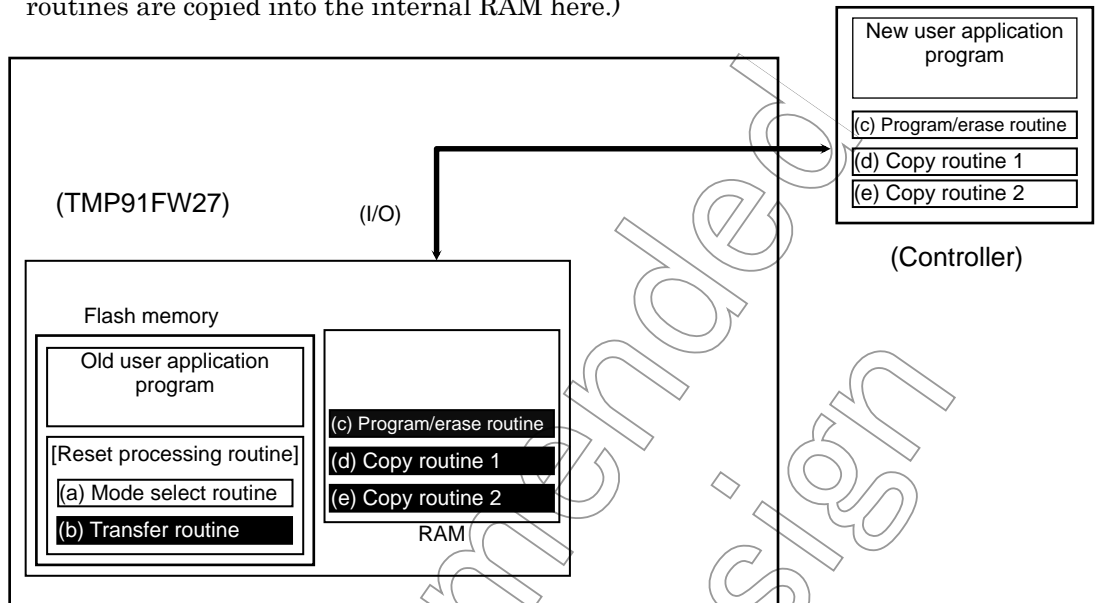 routines are copied into the internal RAM here.)
New user application
program
(c) Program/erase routine
(d) Copy routine 1
(e) Copy routine 2
(Controller)
(TMP91FW27)
(I/O)
Flash memory
Old user application
program
[Reset processing routine]
(a) Mode select routine
(b) Transfer routine
(c) Program/erase routine
(d) Copy routine 1
(e) Copy routine 2
RAM